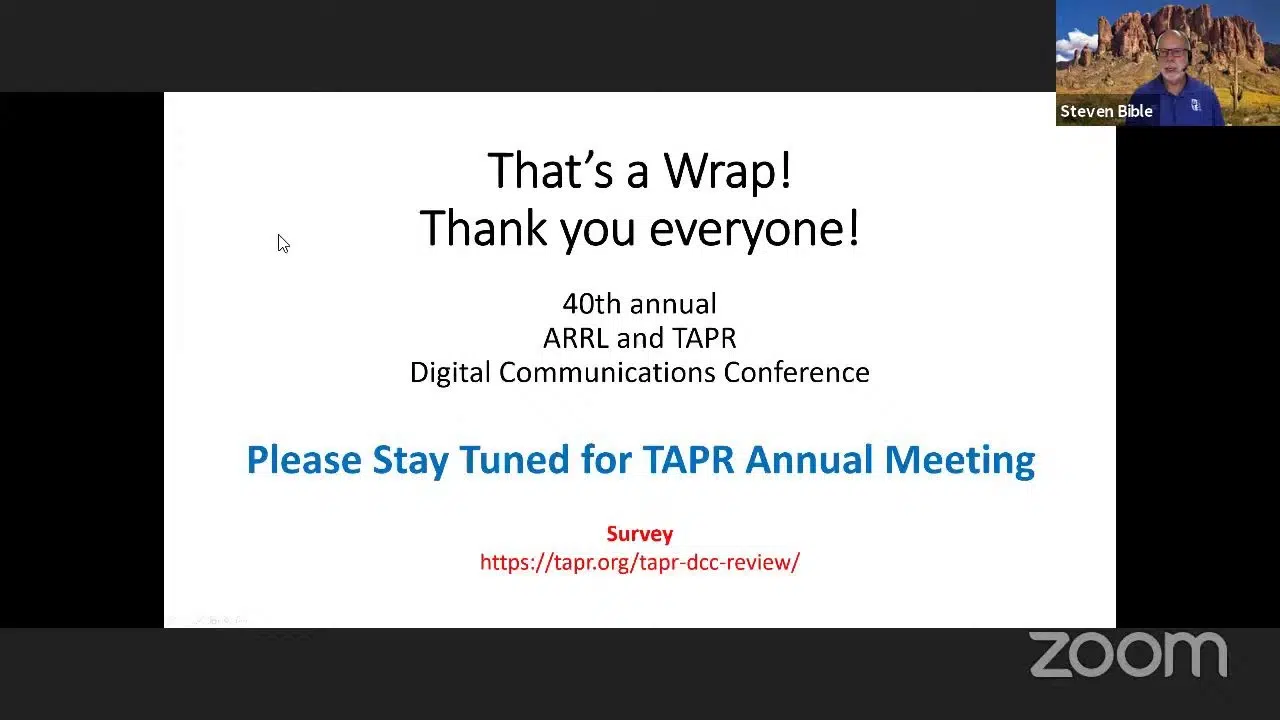 Steven Bible
That's a Wrap!
Thank you everyone!
40th annual
ARRL and TAPR
Digital Communications Conference
Please Stay Tuned for TAPR Annual Meeting
Survey
https://tapr.org/tapr-dcc-review/
zoom